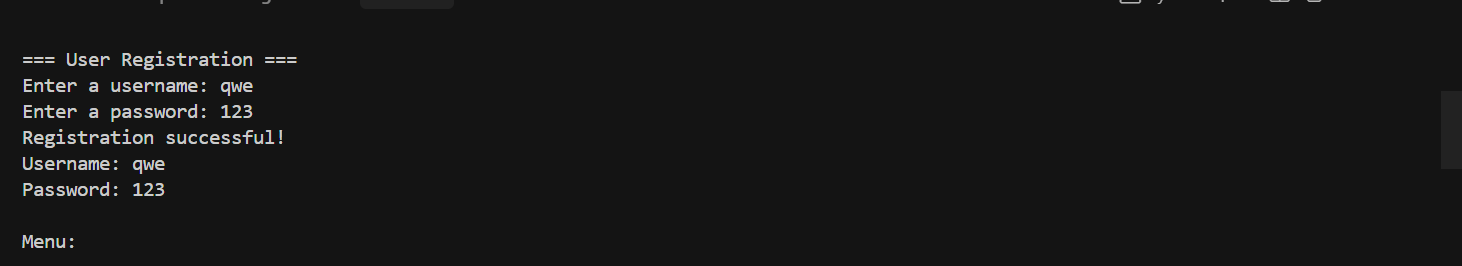 === User Registration ===
Enter a username: qwe
Enter a password: 123
Registration successful!
Username: qwe
Password: 123
Menu: